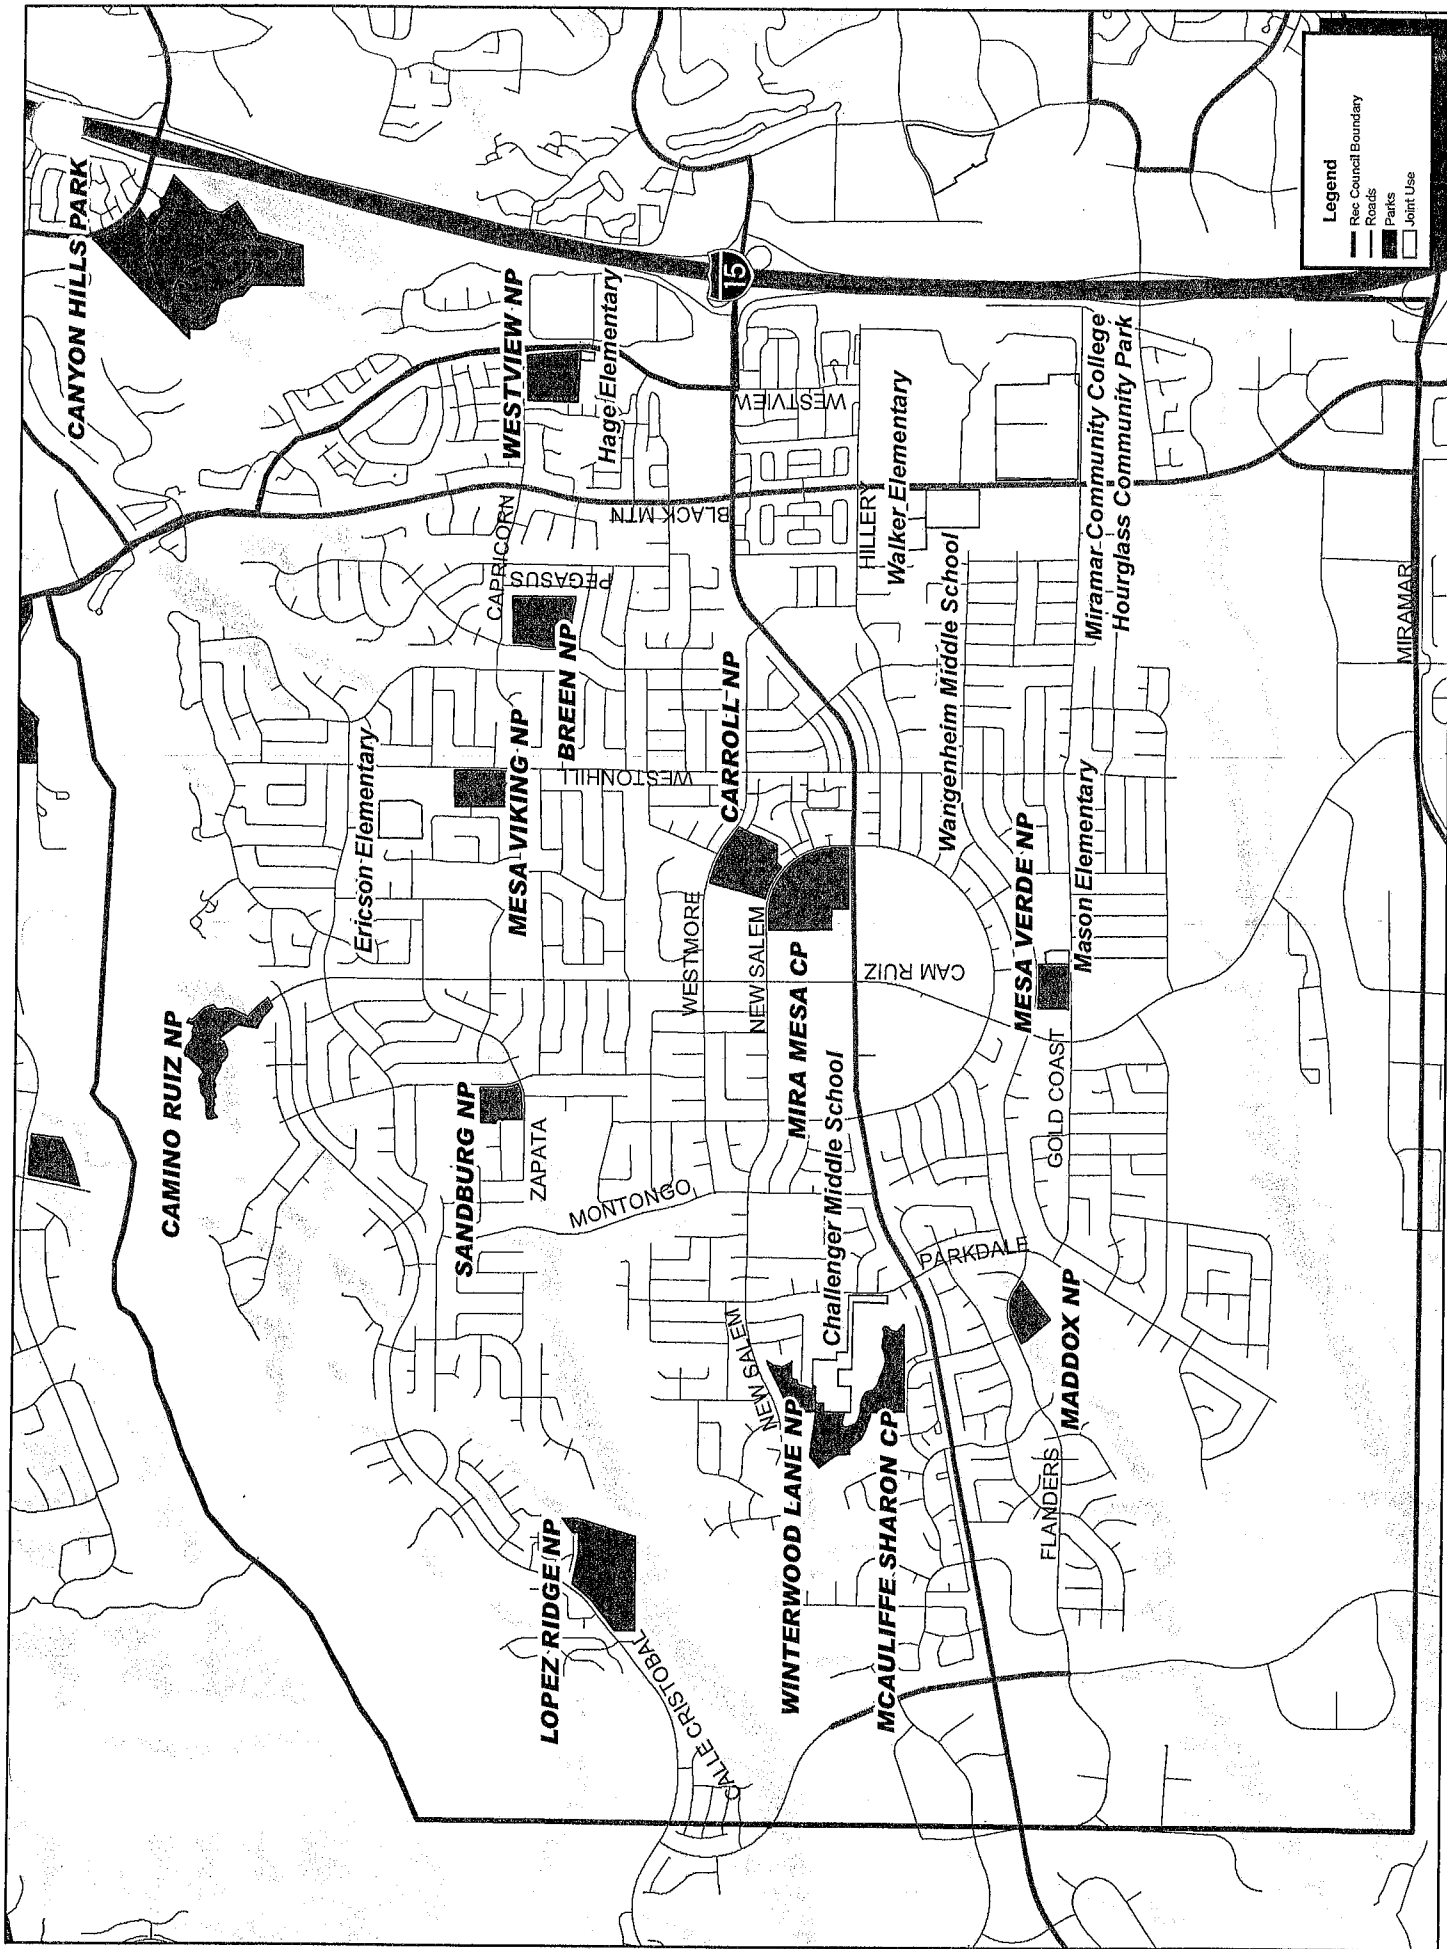 CANYON HILLS PARK
WESTVIEW NP
Hage Elementary
15
WESTVIEW
Walker Elementary
Miramar Community College
Hourglass Community Park
Legend
Rec Council Boundary
Roads
Parks
Joint Use
CAPRICORN
BLACK MTN
HILLERY
PEGASUS
BREEN NP
Wangenheim Middle School
MIRAMAR
Ericson Elementary
MESA VIKING NP
WESTONHILL
CARROLL NP
MESA VERDE NP
Mason Elementary
CAMINO RUIZ NP
WESTMORE
NEW SALEM
MIRA MESA CP
CAM RUIZ
GOLD COAST
SANDBURG NP
ZAPATA
MONTONGO
Challenger Middle School
PARKDALE
MADDOX NP
NEW SALEM
WINTERWOOD LANE NP
MCAULIFFE SHARON CP
FLANDERS
LOPEZ RIDGE NP
CALLE CRISTOBAL